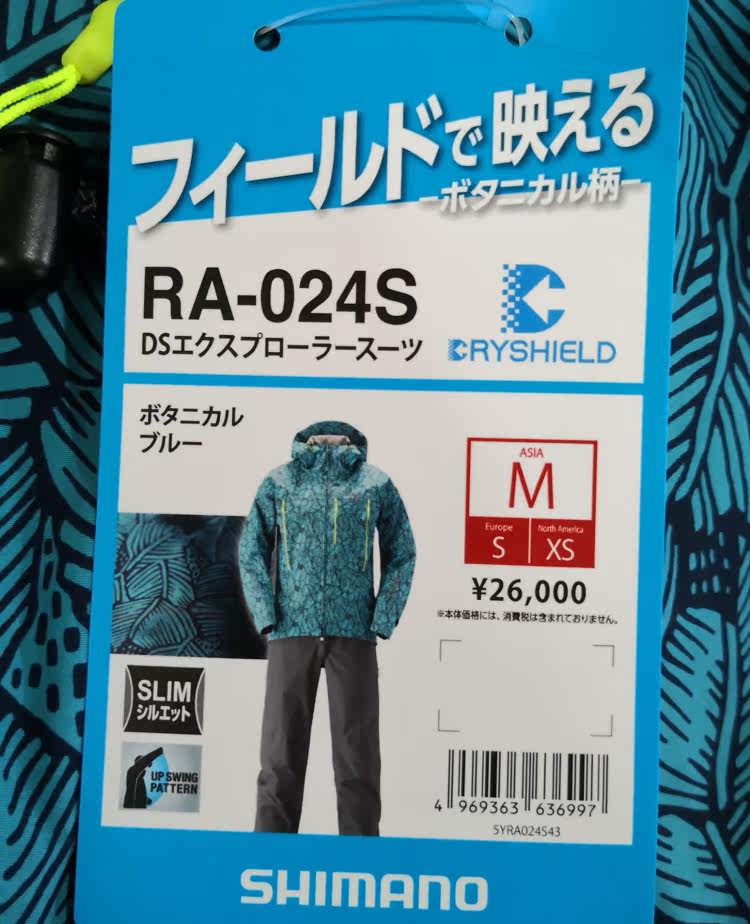 フィールドで映える
－ボタニカル柄－
RA-024S
DSエクスプローラースーツ
DRYSHIELD
ボタニカル
ブルー
ASIA
M
Europe
S
North America
XS
¥26,000
※本体価格には、消費税は含まれておりません。
SLIM
シルエット
UP SWING
PATTERN
4 969363 636997
5YRA024S43
SHIMANO